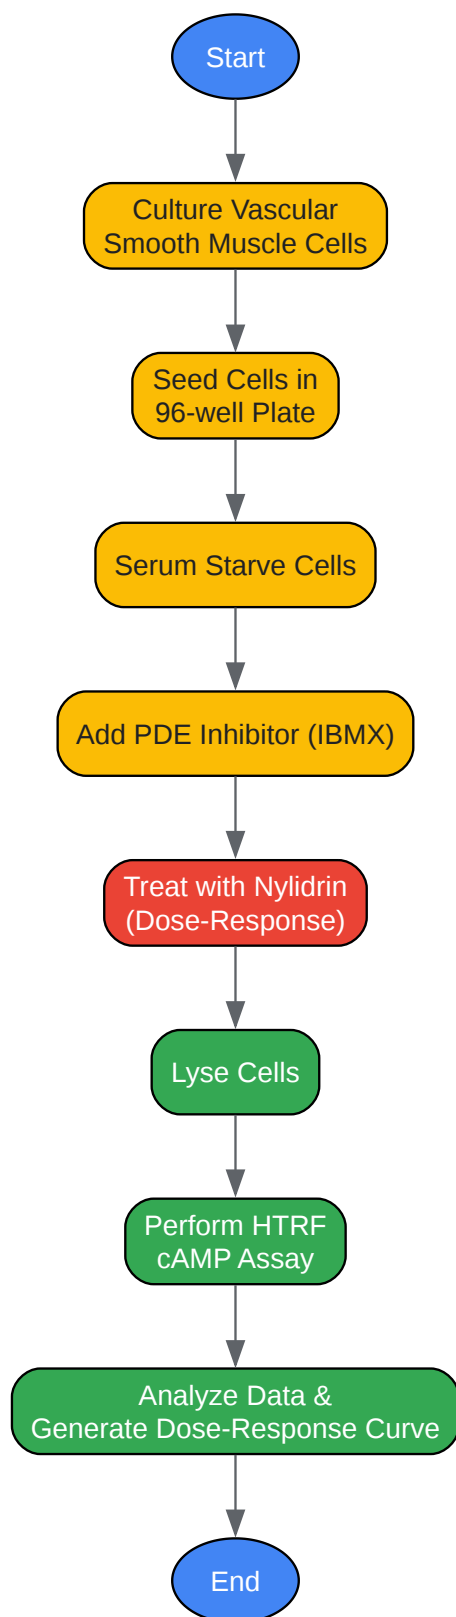 Start
Culture Vascular
Smooth Muscle Cells
Seed Cells in
96-well Plate
Serum Starve Cells
Add PDE Inhibitor (IBMX)
Treat with Nylidrin
(Dose-Response)
Lyse Cells
Perform HTRF
cAMP Assay
Analyze Data &
Generate Dose-Response Curve
End